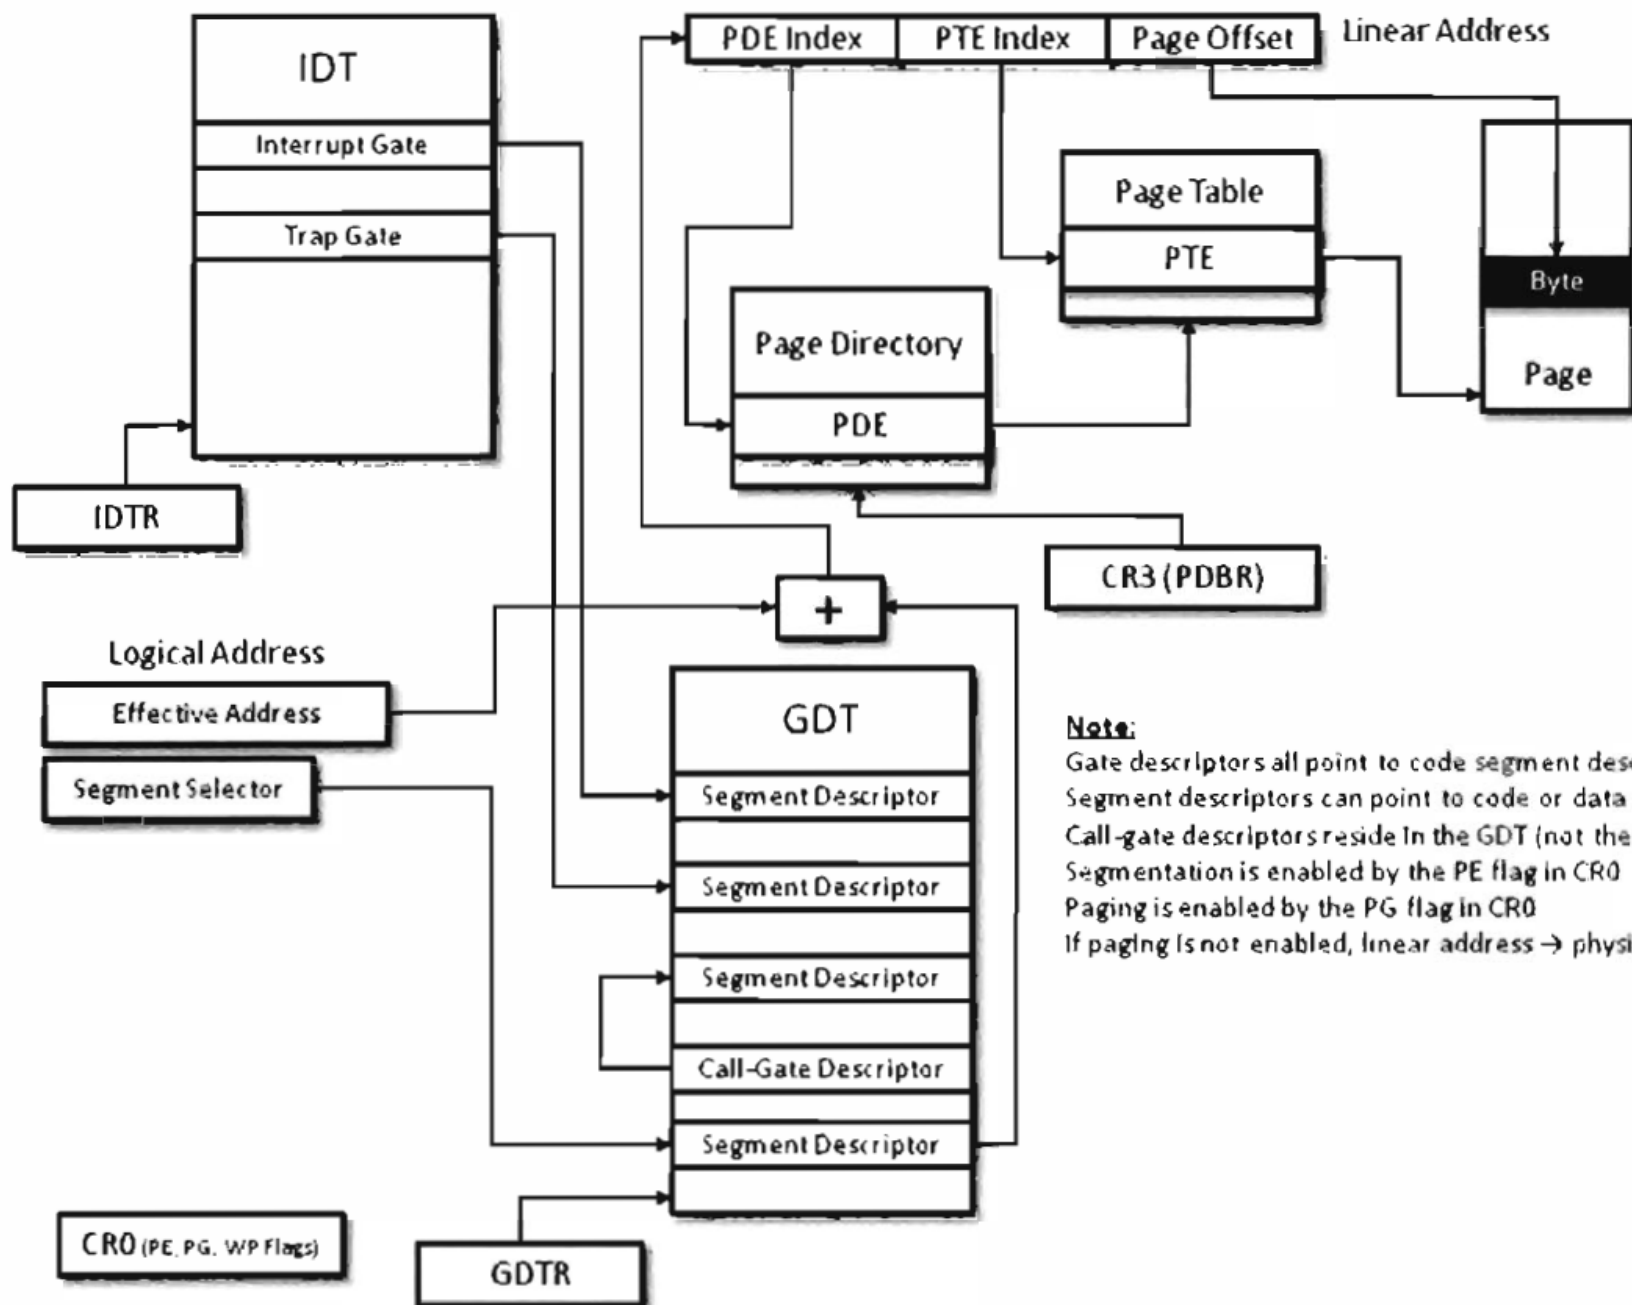 IDT
Interrupt Gate
Trap Gate
IDTR
PDE Index PTE Index Page Offset Linear Address
Page Table
PTE
Byte
Page
Page Directory
PDE
CR3 (PDBR)
+
Logical Address
Effective Address
Segment Selector
GDT
Segment Descriptor
Segment Descriptor
Segment Descriptor
Call-Gate Descriptor
Segment Descriptor
Note:
Gate descriptors all point to code segment
Segment descriptors can point to code or data
Call-gate descriptors reside in the GDT (not the
Segmentation is enabled by the PE flag in CR0
Paging is enabled by the PG flag in CR0
If paging is not enabled, linear address →
CR0 (PE, PG, WP Flags)
GDTR